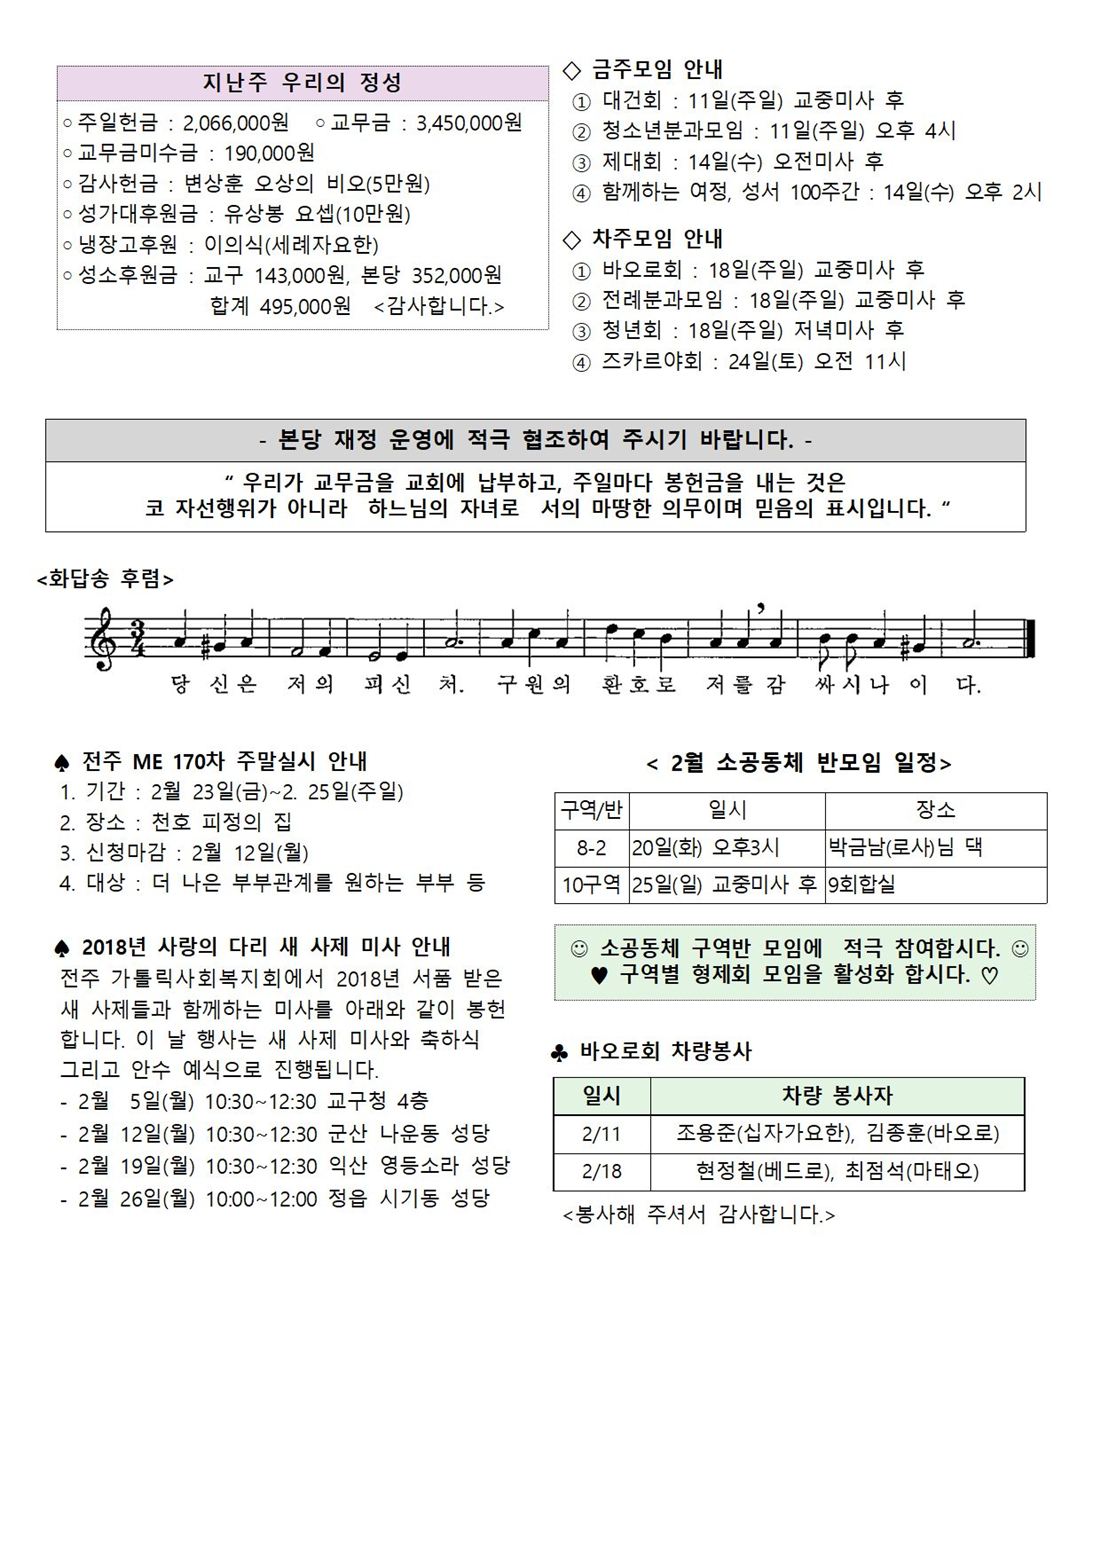 지난주 우리의 정성
○ 주일헌금 : 2,066,000원 ○ 교무금 : 3,450,000원
○ 교무금미수금 : 190,000원
○ 감사헌금 : 변상훈 오상의 비오(5만원)
○ 성가대후원금 : 유상봉 요셉(10만원)
○ 냉장고후원 : 이의식(세례자요한)
○ 성소후원금 : 교구 143,000원, 본당 352,000원
합계 495,000원 <감사합니다.>
◇ 금주모임 안내
① 대건회 : 11일(주일) 교중미사 후
② 청소년분과모임 : 11일(주일) 오후 4시
③ 제대회 : 14일(수) 오전미사 후
④ 함께하는 여정, 성서 100주간 : 14일(수) 오후 2시
◇ 차주모임 안내
① 바오로회 : 18일(주일) 교중미사 후
② 전례분과모임 : 18일(주일) 교중미사 후
③ 청년회 : 18일(주일) 저녁미사 후
④ 즈카르야회 : 24일(토) 오전 11시
- 본당 재정 운영에 적극 협조하여 주시기 바랍니다. -
“ 우리가 교무금을 교회에 납부하고, 주일마다 봉헌금을 내는 것은
코 자선행위가 아니라 하느님의 자녀로 서의 마땅한 의무이며 믿음의 표시입니다. “
<화답송 후렴>
3
4
당 신은 저의 피신 처. 구원의 환호로 저를 감 싸시나 이 다.
♠ 전주 ME 170차 주말실시 안내
1. 기간 : 2월 23일(금)~2. 25일(주일)
2. 장소 : 천호 피정의 집
3. 신청마감 : 2월 12일(월)
4. 대상 : 더 나은 부부관계를 원하는 부부 등
♠ 2018년 사랑의 다리 새 사제 미사 안내
전주 가톨릭사회복지회에서 2018년 서품 받은
새 사제들과 함께하는 미사를 아래와 같이 봉헌
합니다. 이 날 행사는 새 사제 미사와 축하식
그리고 안수 예식으로 진행됩니다.
- 2월 5일(월) 10:30~12:30 교구청 4층
- 2월 12일(월) 10:30~12:30 군산 나운동 성당
- 2월 19일(월) 10:30~12:30 익산 영등소라 성당
- 2월 26일(월) 10:00~12:00 정읍 시기동 성당
< 2월 소공동체 반모임 일정>
구역/반 일시 장소
8-2 20일(화) 오후3시 박금남(로사)님 댁
10구역 25일(일) 교중미사 후 9회합실
☺ 소공동체 구역반 모임에 적극 참여합시다. ☺
♥ 구역별 형제회 모임을 활성화 합시다. ♡
♣ 바오로회 차량봉사
일시 차량 봉사자
2/11 조용준(십자가요한), 김종훈(바오로)
2/18 현정철(베드로), 최점석(마태오)
<봉사해 주셔서 감사합니다.>